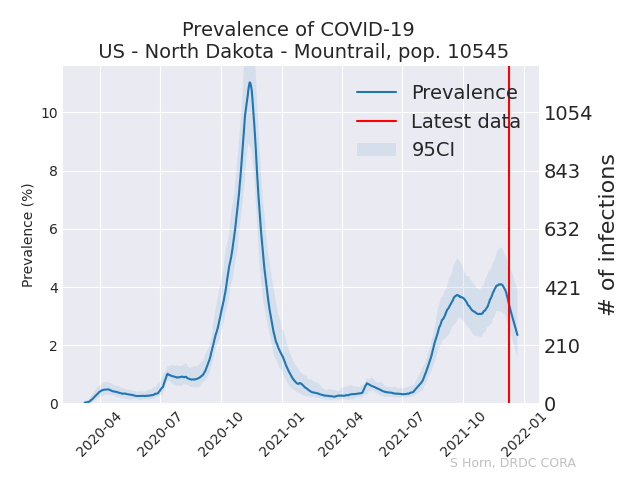 Prevalence of COVID-19
US - North Dakota - Mountrail, pop. 10545
Prevalence
Latest data
95CI
Prevalence (%)
10
8
6
4
2
0
# of infections
1054
843
632
421
210
0
2020-04
2020-07
2020-10
2021-01
2021-04
2021-07
2021-10
2022-01
S Horn, DRDC CORA